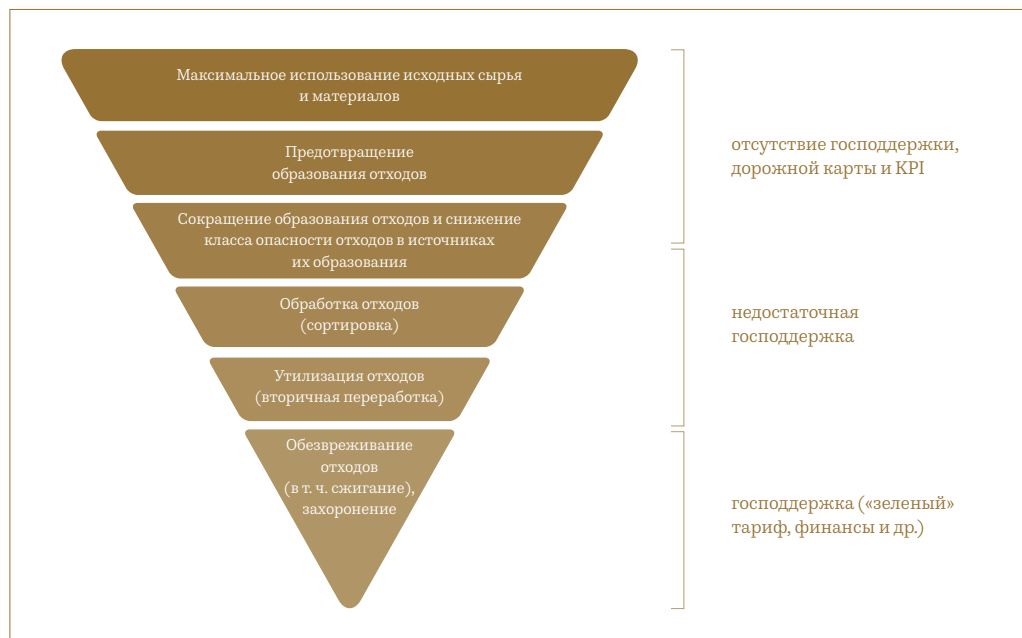 Максимальное использование исходных сырья
и материалов
Предотвращение
образования отходов
Сокращение образования отходов и снижение
класса опасности отходов в источниках
их образования
Обработка отходов
(сортировка)
Утилизация отходов
(вторичная переработка)
Обезвреживание
отходов
(в т. ч. сжигание),
захоронение
отсутствие господдержки,
дорожной карты и KPI
недостаточная
господдержка
господдержка («зеленый»
тариф, финансы и др.)